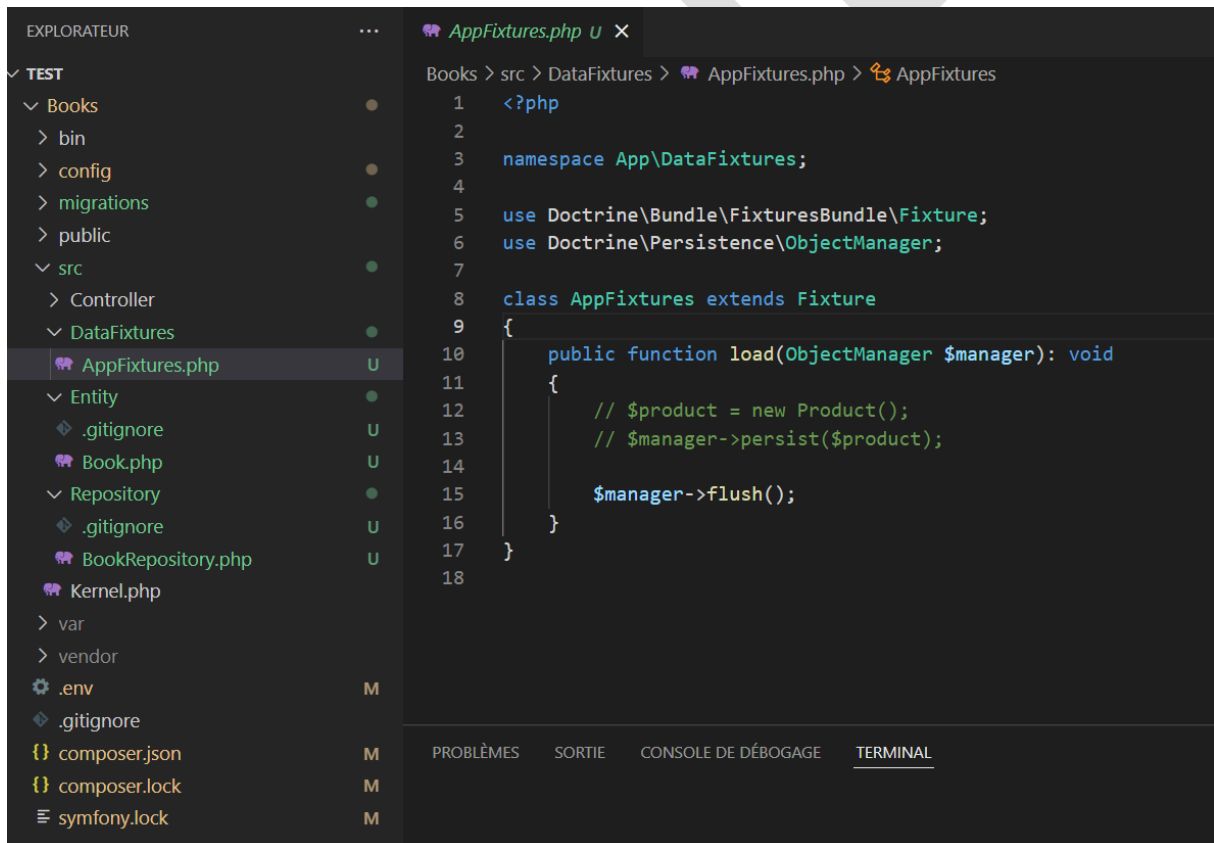 EXPLORATEUR ...
TEST
Books
bin
config
migrations
public
src
Controller
DataFixtures
AppFixtures.php U
Entity
.gitignore U
Book.php U
Repository
.gitignore U
BookRepository.php U
Kernel.php
var
vendor
.env M
.gitignore
{} composer.json M
{} composer.lock M
symfony.lock M
AppFixtures.php U ×
Books > src > DataFixtures > AppFixtures.php > AppFixtures
1 <?php
2
3 namespace App\DataFixtures;
4
5 use Doctrine\Bundle\FixturesBundle\Fixture;
6 use Doctrine\Persistence\ObjectManager;
7
8 class AppFixtures extends Fixture
9 {
10 public function load(ObjectManager $manager): void
11 {
12 // $product = new Product();
13 // $manager->persist($product);
14
15 $manager->flush();
16 }
17 }
18
PROBLÈMES SORTIE CONSOLE DE DÉBOGAGE TERMINAL